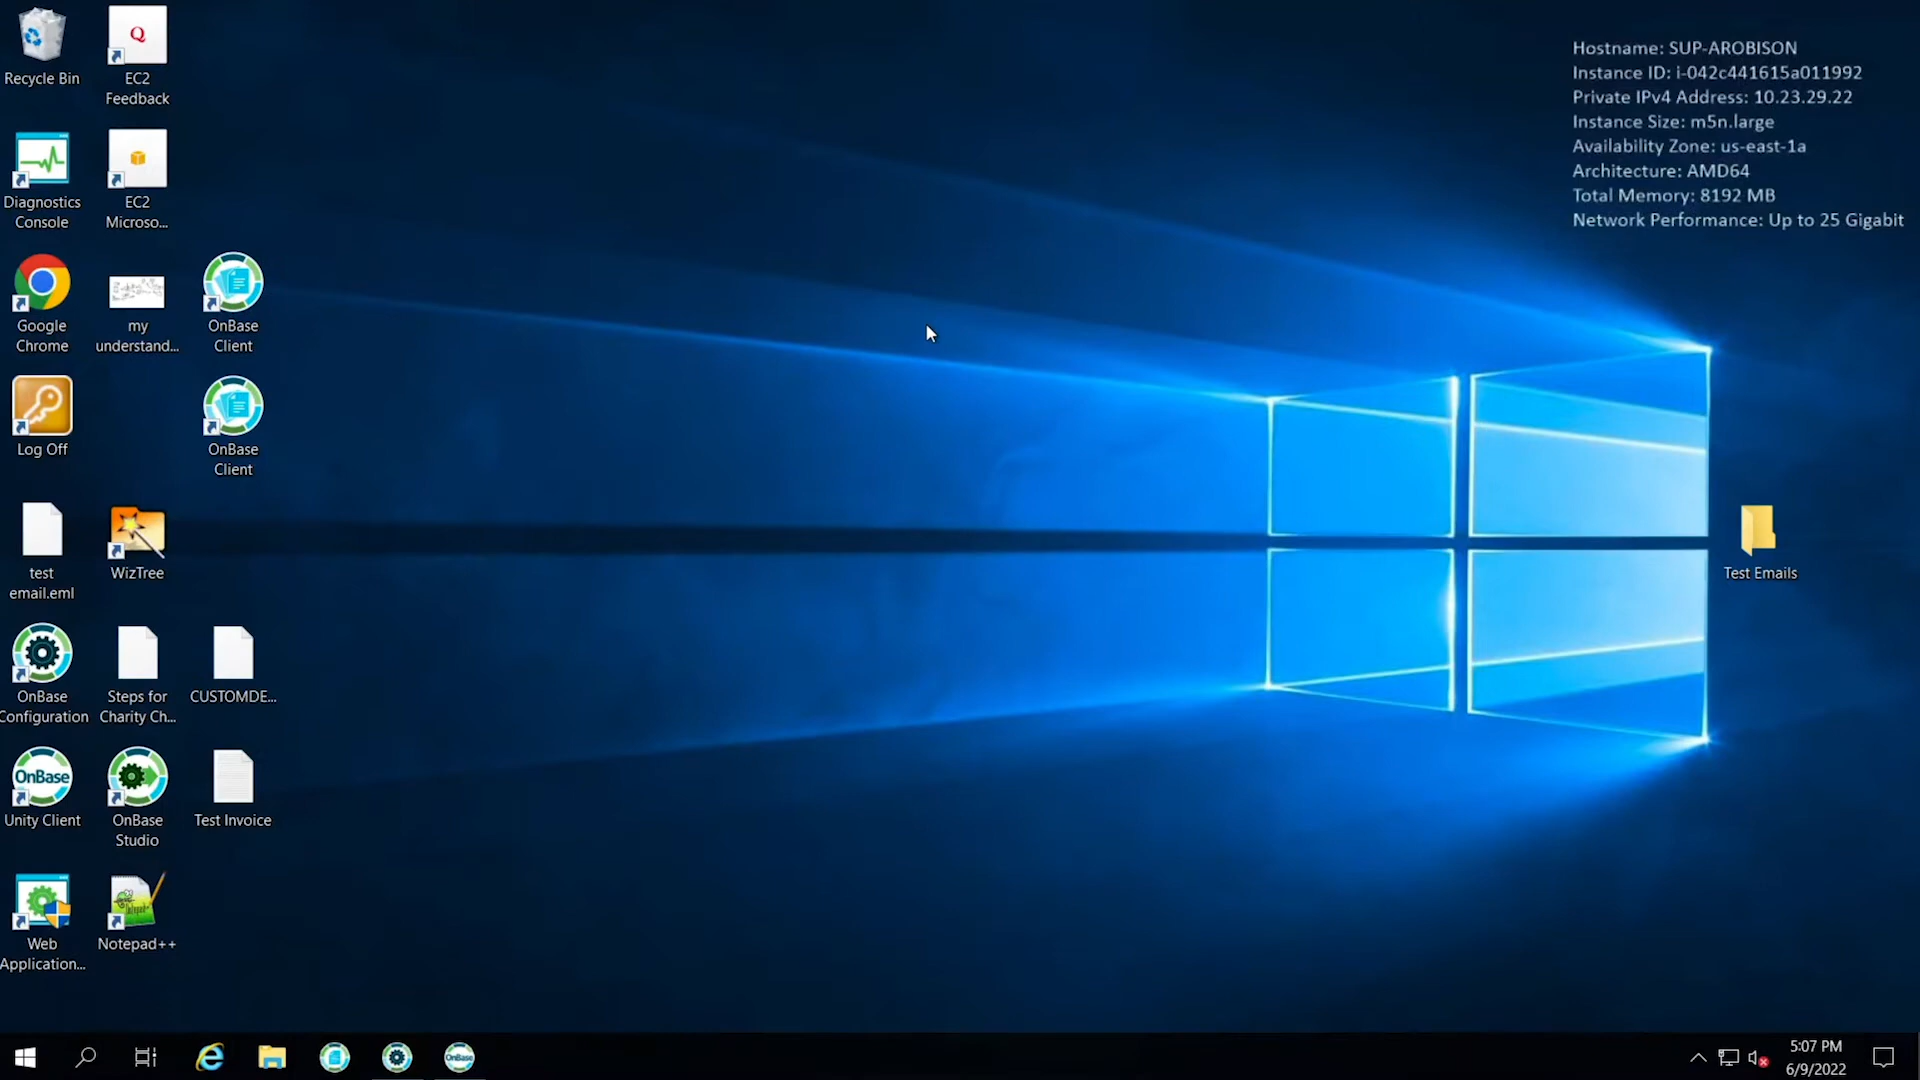 Hostname: SUP-AROBISON
Instance ID: i-042c441615a011992
Private IPv4 Address: 10.23.29.22
Instance Size: m5n.large
Availability Zone: us-east-1a
Architecture: AMD64
Total Memory: 8192 MB
Network Performance: Up to 25 Gigabit
Recycle Bin
Q
EC2
Feedback
Diagnostics
Console
EC2
Microso...
Google
Chrome
my
understand...
OnBase
Client
Log Off
OnBase
Client
test
email.eml
WizTree
Test Emails
OnBase
Configuration
Steps for
Charity Ch...
CUSTOMDE...
OnBase
Unity Client
OnBase
Studio
Test Invoice
Web
Application...
Notepad++
OnBase
5:07 PM
6/9/2022